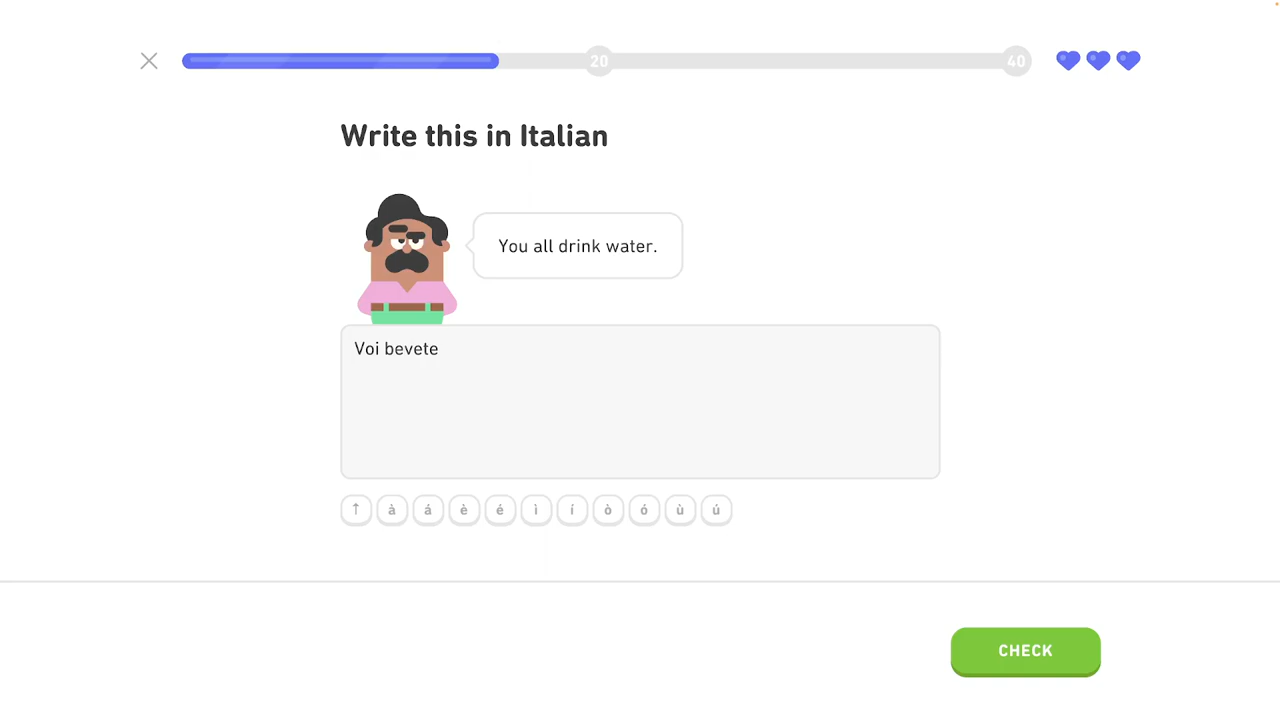 20
40
Write this in Italian
You all drink water.
Voi bevete
↑ à á è é ì í ò ó ù ú
CHECK